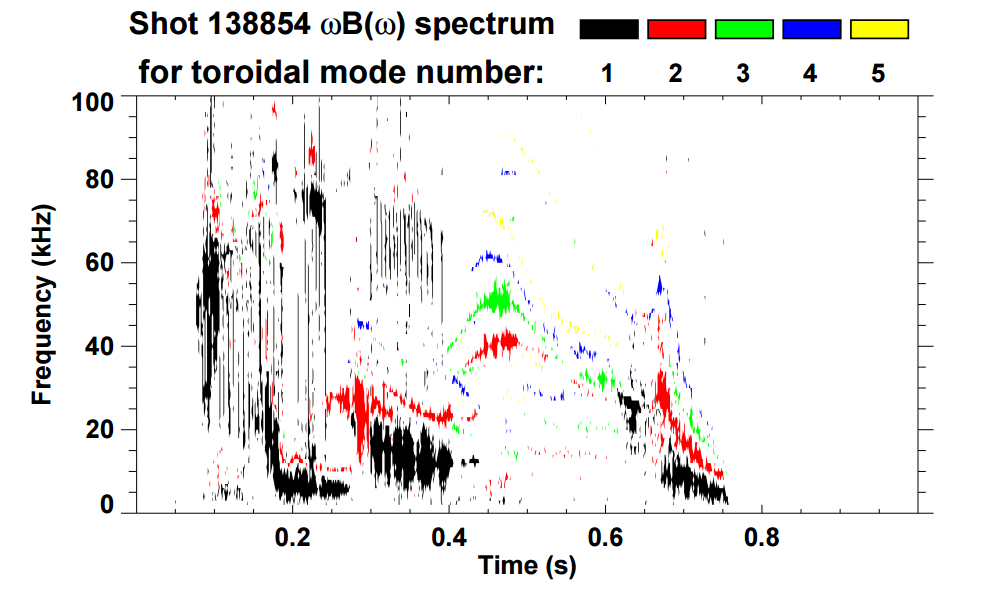 Shot 138854 ωB(ω) spectrum
for toroidal mode number: 1 2 3 4 5
100
80
60
40
20
0
Frequency (kHz)
0.2 0.4 0.6 0.8
Time (s)